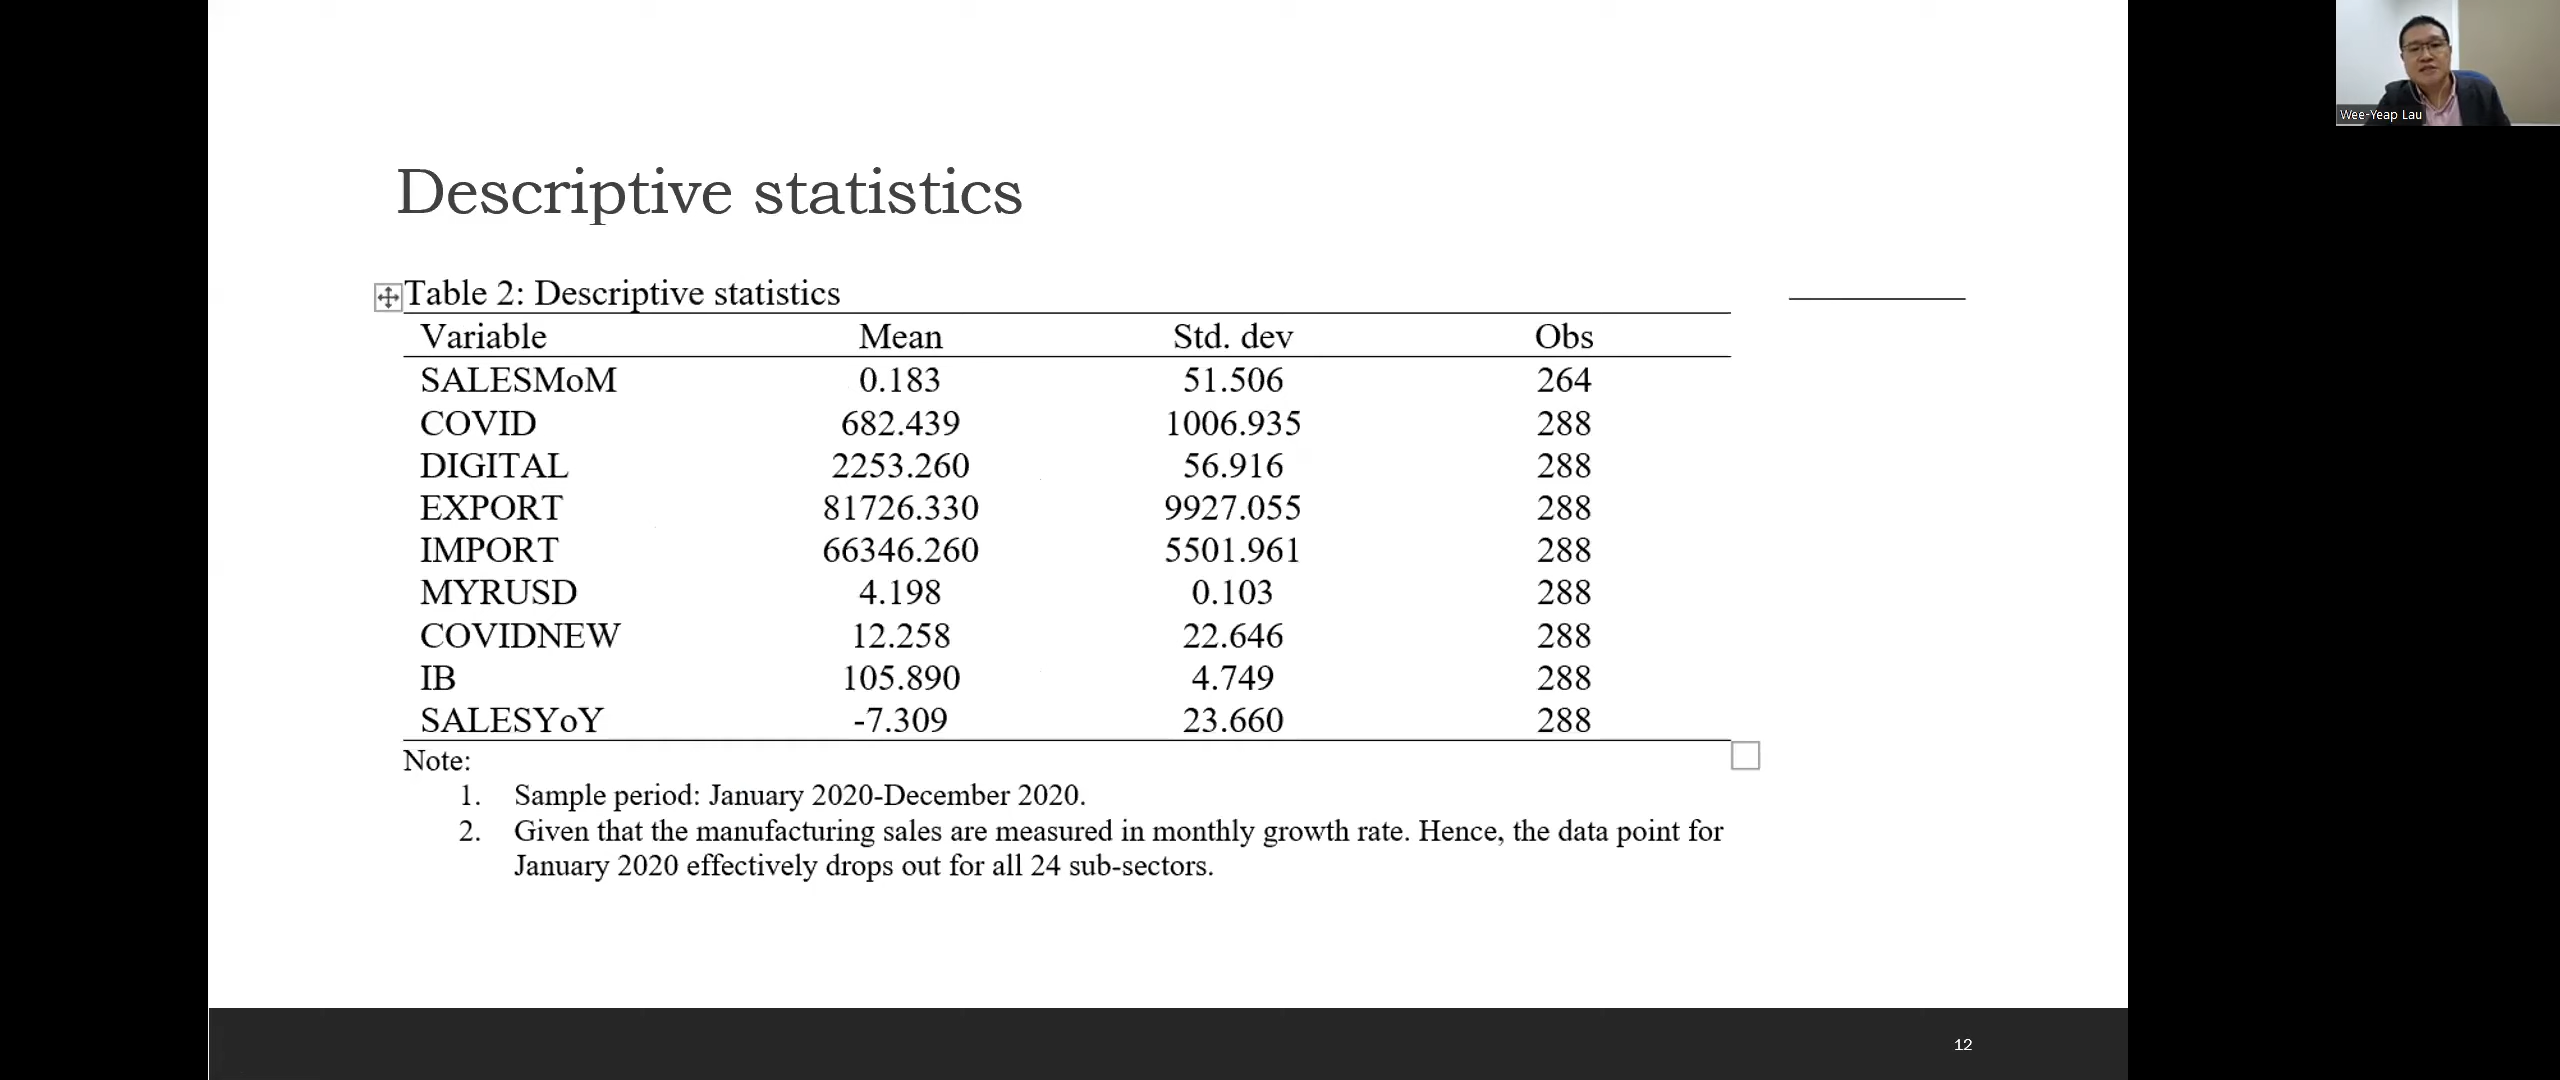 Wee-Yeap Lau
Descriptive statistics
Table 2: Descriptive statistics
Variable Mean Std. dev Obs
SALESMoM 0.183 51.506 264
COVID 682.439 1006.935 288
DIGITAL 2253.260 56.916 288
EXPORT 81726.330 9927.055 288
IMPORT 66346.260 5501.961 288
MYRUSD 4.198 0.103 288
COVIDNEW 12.258 22.646 288
IB 105.890 4.749 288
SALESYoY -7.309 23.660 288
Note:
1. Sample period: January 2020-December 2020.
2. Given that the manufacturing sales are measured in monthly growth rate. Hence, the data point for
January 2020 effectively drops out for all 24 sub-sectors.
12